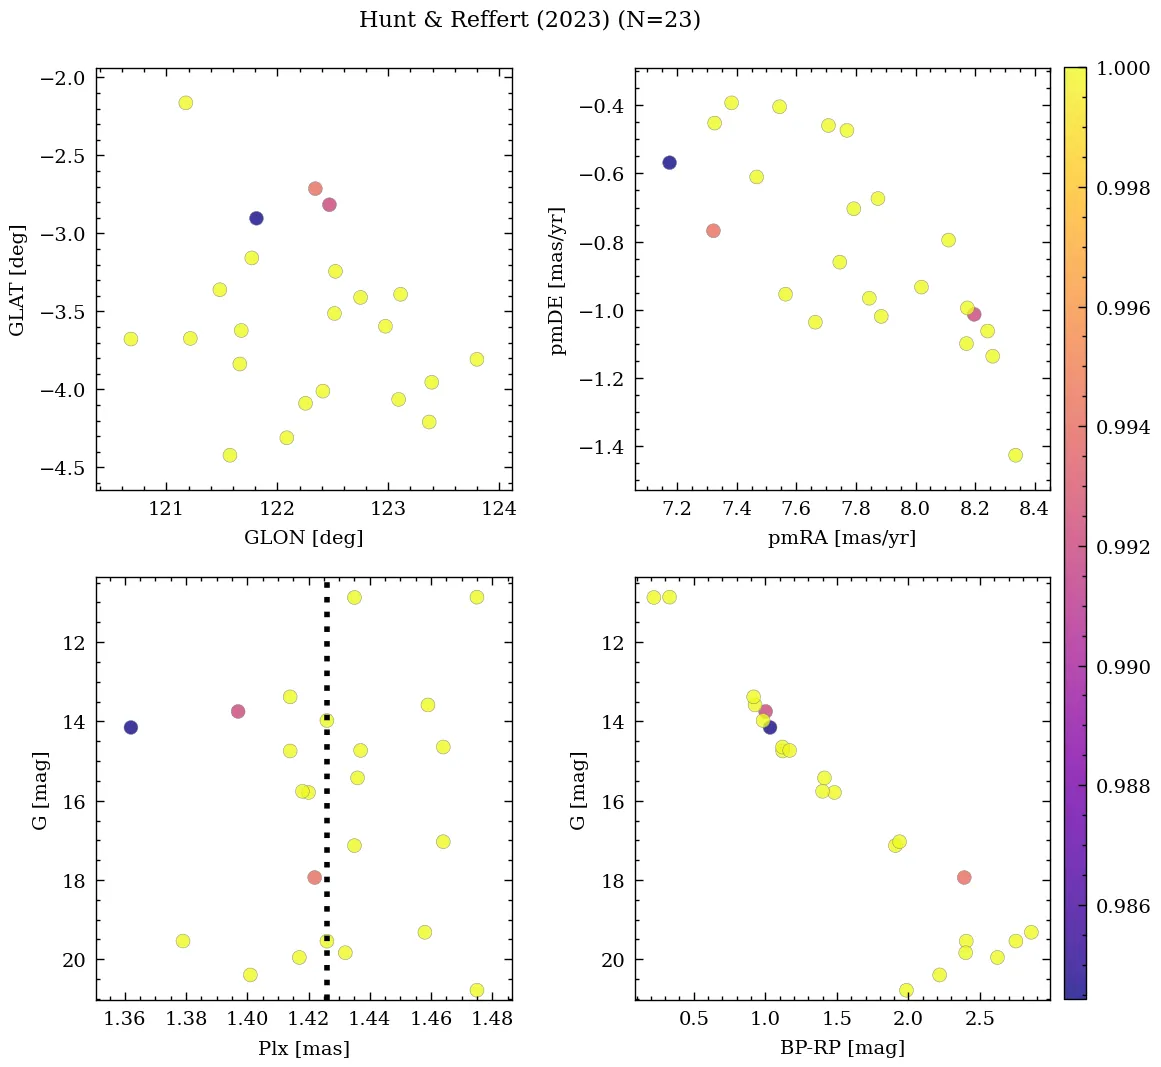 Hunt & Reffert (2023) (N=23)
−2.0
−2.5
−3.0
−3.5
−4.0
−4.5
GLAT [deg]
121 122 123 124
GLON [deg]
−0.4
−0.6
−0.8
−1.0
−1.2
−1.4
pmDE [mas/yr]
7.2 7.4 7.6 7.8 8.0 8.2 8.4
pmRA [mas/yr]
12
14
16
18
20
G [mag]
1.36 1.38 1.40 1.42 1.44 1.46 1.48
Plx [mas]
12
14
16
18
20
G [mag]
0.5 1.0 1.5 2.0 2.5
BP-RP [mag]
1.000
0.998
0.996
0.994
0.992
0.990
0.988
0.986